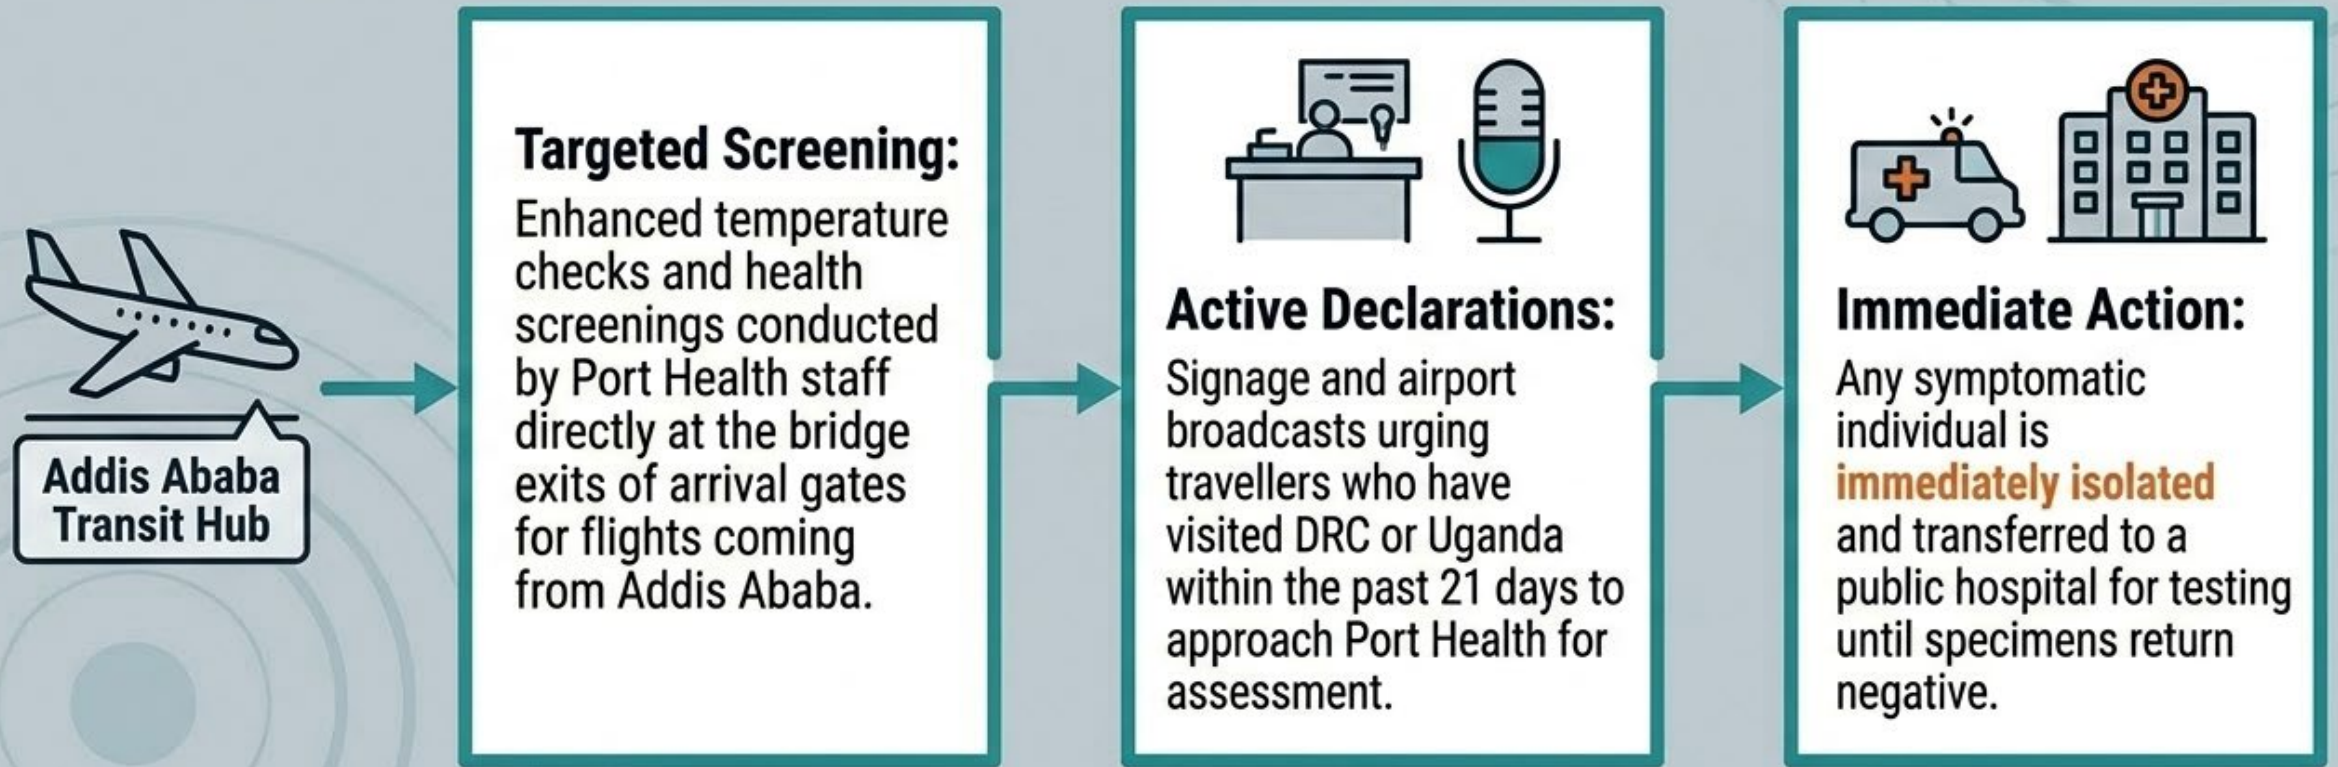 Addis Ababa
Transit Hub
Targeted Screening:
Enhanced temperature
checks and health
screenings conducted
by Port Health staff
directly at the bridge
exits of arrival gates
for flights coming
from Addis Ababa.
Active Declarations:
Signage and airport
broadcasts urging
travellers who have
visited DRC or Uganda
within the past 21 days to
approach Port Health for
assessment.
Immediate Action:
Any symptomatic
individual is
immediately isolated
and transferred to a
public hospital for testing
until specimens return
negative.